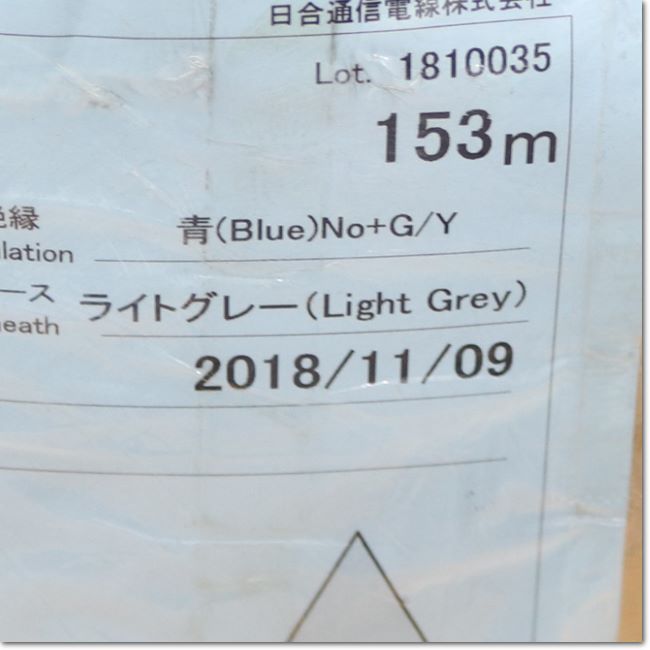 日合通信電線株式会社
Lot. 1810035
153m
絶縁 青(Blue)No+G/Y
ulation
ース ライトグレー(Light Grey)
heath
2018/11/09